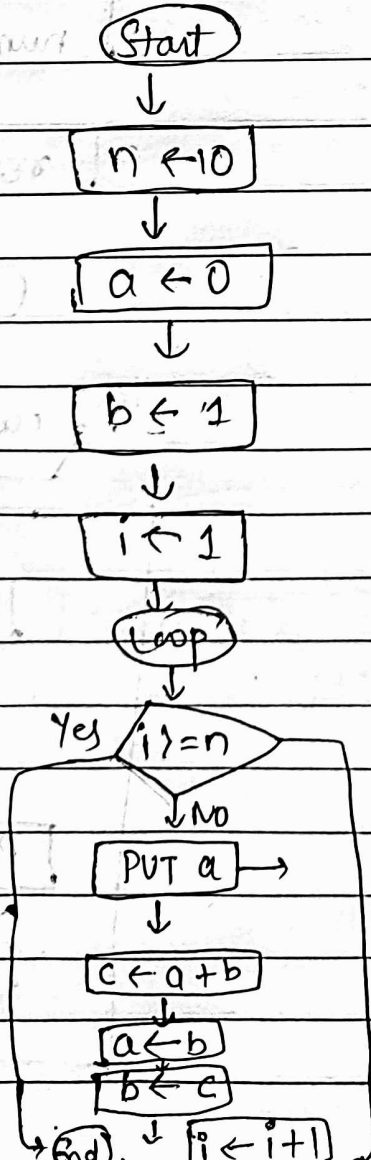 Start
n ← 10
a ← 0
b ← 1
i ← 1
Loop
Yes i >= n
NO
PUT a
c ← a + b
a ← b
b ← c
End i ← i + 1